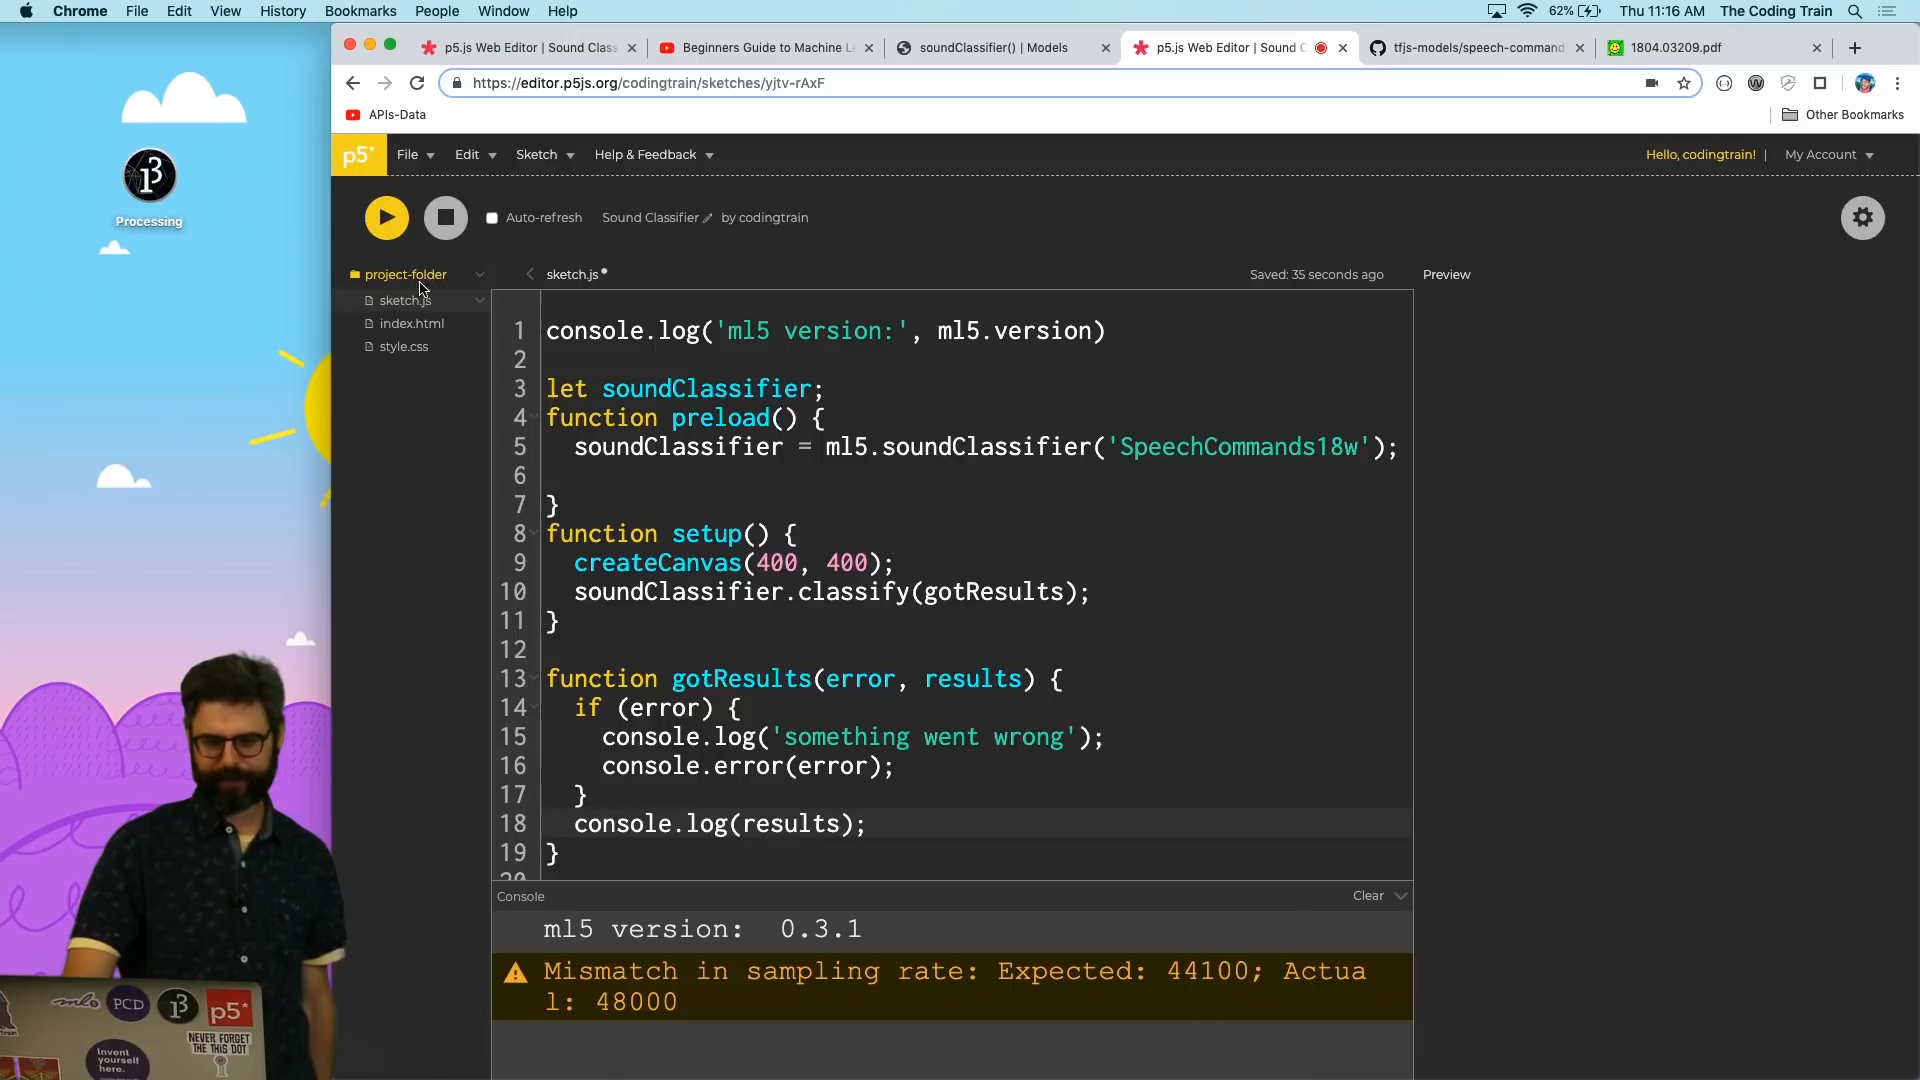 Chrome File Edit View History Bookmarks People Window Help 62% Thu 11:16 AM The Coding Train
p5.js Web Editor | Sound Class Beginners Guide to Machine Le soundClassifier() | Models p5.js Web Editor | Sound C tfjs-models/speech-command 1804.03209.pdf
https://editor.p5js.org/codingtrain/sketches/yjtv-rAxF
APIs-Data Other Bookmarks
p5* File Edit Sketch Help & Feedback Hello, codingtrain! | My Account
Processing
Auto-refresh Sound Classifier by codingtrain
project-folder
sketch.js
index.html
style.css
sketch.js Saved: 35 seconds ago Preview
1 console.log('ml5 version:', ml5.version)
2
3 let soundClassifier;
4 function preload() {
5 soundClassifier = ml5.soundClassifier('SpeechCommands18w');
6
7 }
8 function setup() {
9 createCanvas(400, 400);
10 soundClassifier.classify(gotResults);
11 }
12
13 function gotResults(error, results) {
14 if (error) {
15 console.log('something went wrong');
16 console.error(error);
17 }
18 console.log(results);
19 }
20
Console Clear
ml5 version: 0.3.1
Mismatch in sampling rate: Expected: 44100; Actua
l: 48000
PCD
p5*
NEVER FORGET
THE THIS DOT
Invent
yourself
here.